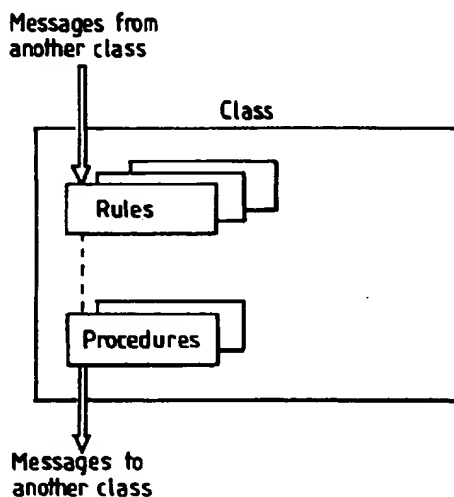 Messages from
another class
Class
Rules
Procedures
Messages to
another class